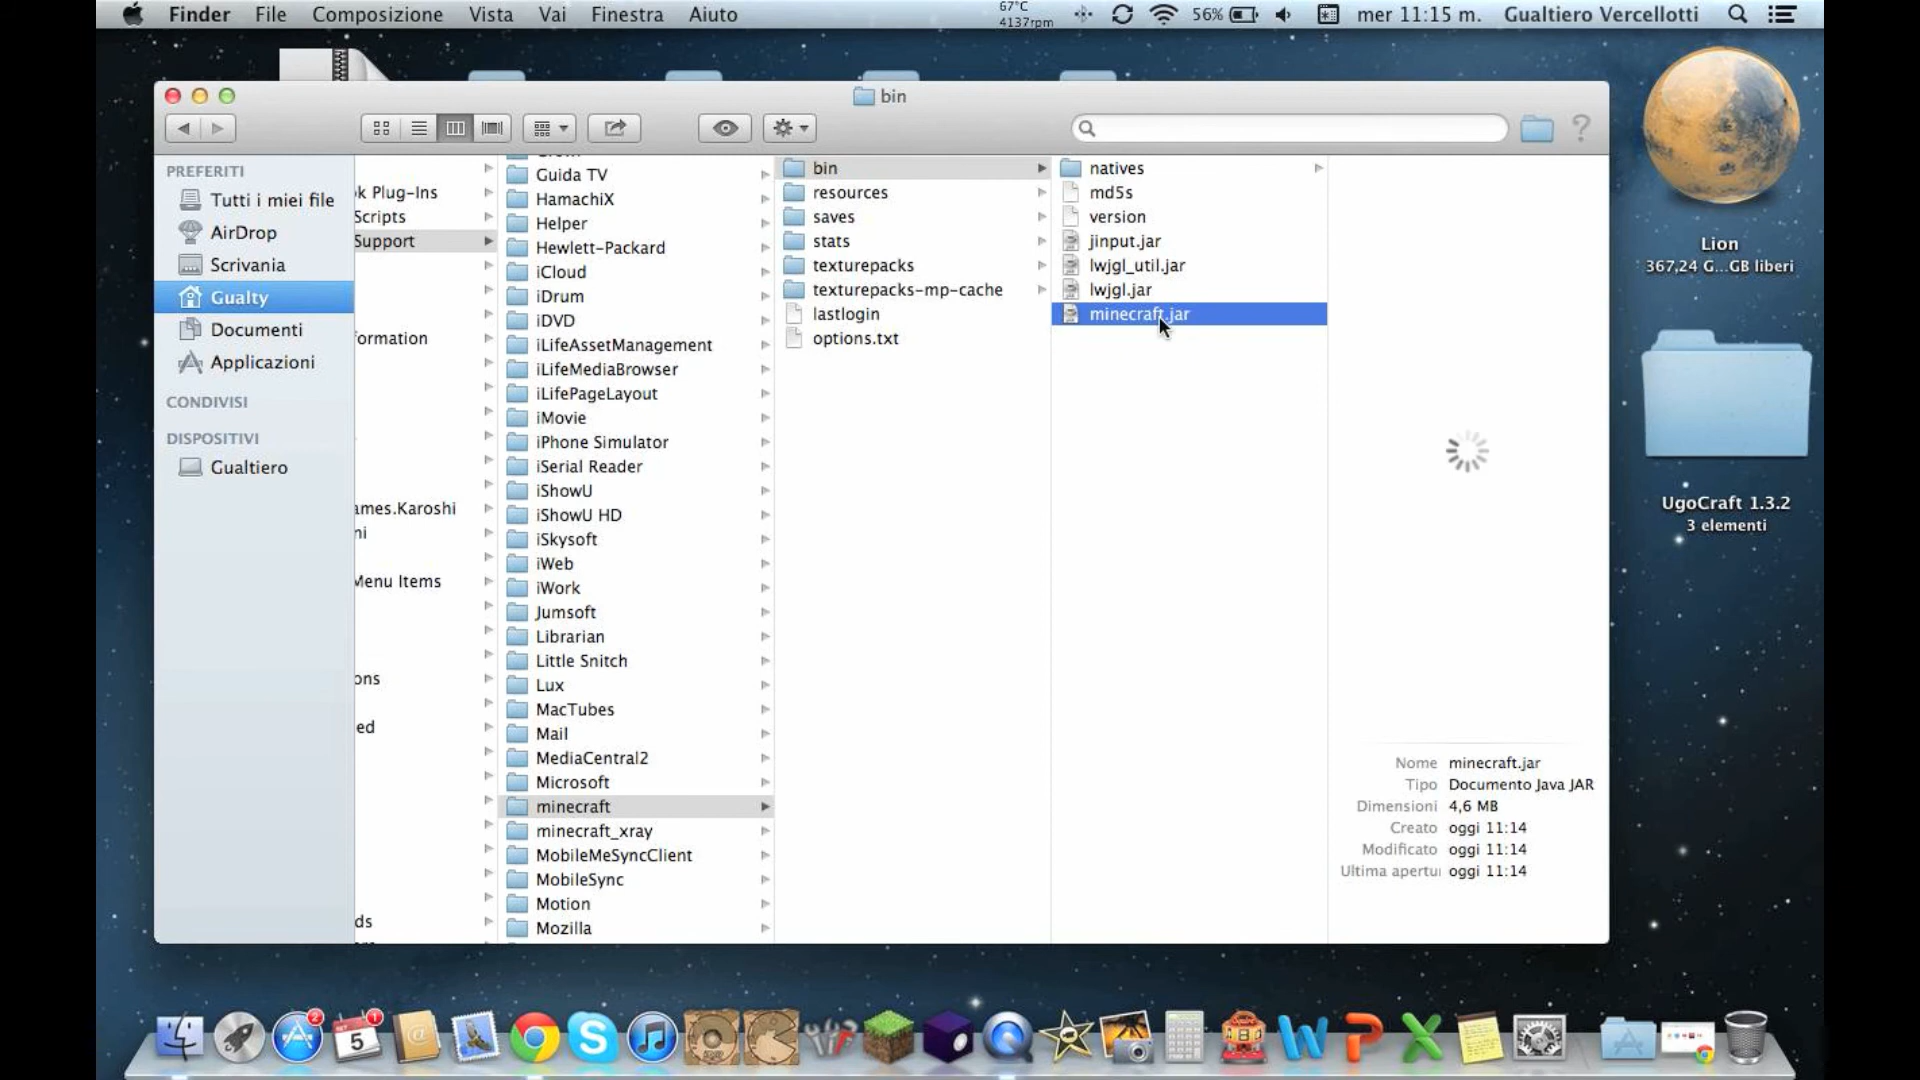 Finder File Composizione Vista Vai Finestra Aiuto 67°C 4137rpm 56% mer 11:15 m. Gualtiero Vercellotti
bin
PREFERITI
Tutti i miei file
AirDrop
Scrivania
Gualty
Documenti
Applicazioni
CONDIVISI
DISPOSITIVI
Gualtiero
k Plug-Ins
Scripts
Support
ormation
ames.Karoshi
ni
Menu Items
ons
ed
ds
Guida TV
HamachiX
Helper
Hewlett-Packard
iCloud
iDrum
iDVD
iLifeAssetManagement
iLifeMediaBrowser
iLifePageLayout
iMovie
iPhone Simulator
iSerial Reader
iShowU
iShowU HD
iSkysoft
iWeb
iWork
Jumsoft
Librarian
Little Snitch
Lux
MacTubes
Mail
MediaCentral2
Microsoft
minecraft
minecraft_xray
MobileMeSyncClient
MobileSync
Motion
Mozilla
bin
resources
saves
stats
texturepacks
texturepacks-mp-cache
lastlogin
options.txt
natives
md5s
version
jinput.jar
lwjgl_util.jar
lwjgl.jar
minecraft.jar
Nome minecraft.jar
Tipo Documento Java JAR
Dimensioni 4,6 MB
Creato oggi 11:14
Modificato oggi 11:14
Ultima apertu oggi 11:14
Lion
367,24 G...GB liberi
UgoCraft 1.3.2
3 elementi
2
1
5